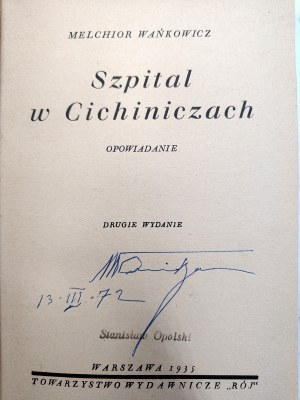 MELCHIOR WAŃKOWICZ
Szpital
w Cichiniczach
OPOWIADANIE
DRUGIE WYDANIE
13·III·72
Stanisław Opolski
WARSZAWA 1935
TOWARZYSTWO WYDAWNICZE „RÓJ”